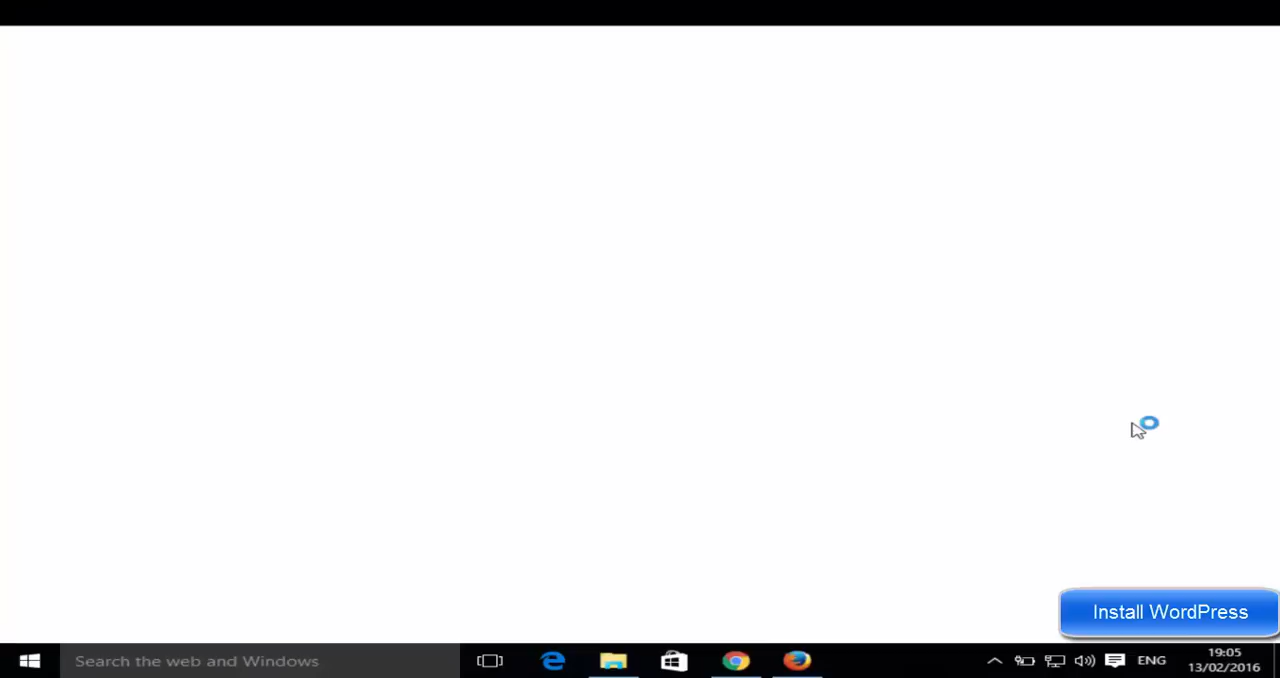 Install WordPress
Search the web and Windows
ENG
19:05
13/02/2016